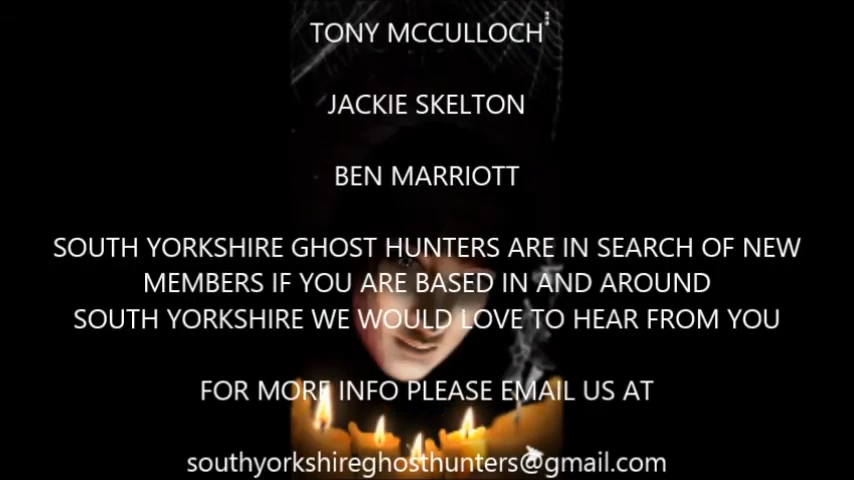 TONY MCCULLOCH
JACKIE SKELTON
BEN MARRIOTT
SOUTH YORKSHIRE GHOST HUNTERS ARE IN SEARCH OF NEW
MEMBERS IF YOU ARE BASED IN AND AROUND
SOUTH YORKSHIRE WE WOULD LOVE TO HEAR FROM YOU
FOR MORE INFO PLEASE EMAIL US AT
southyorkshireghosthunters@gmail.com